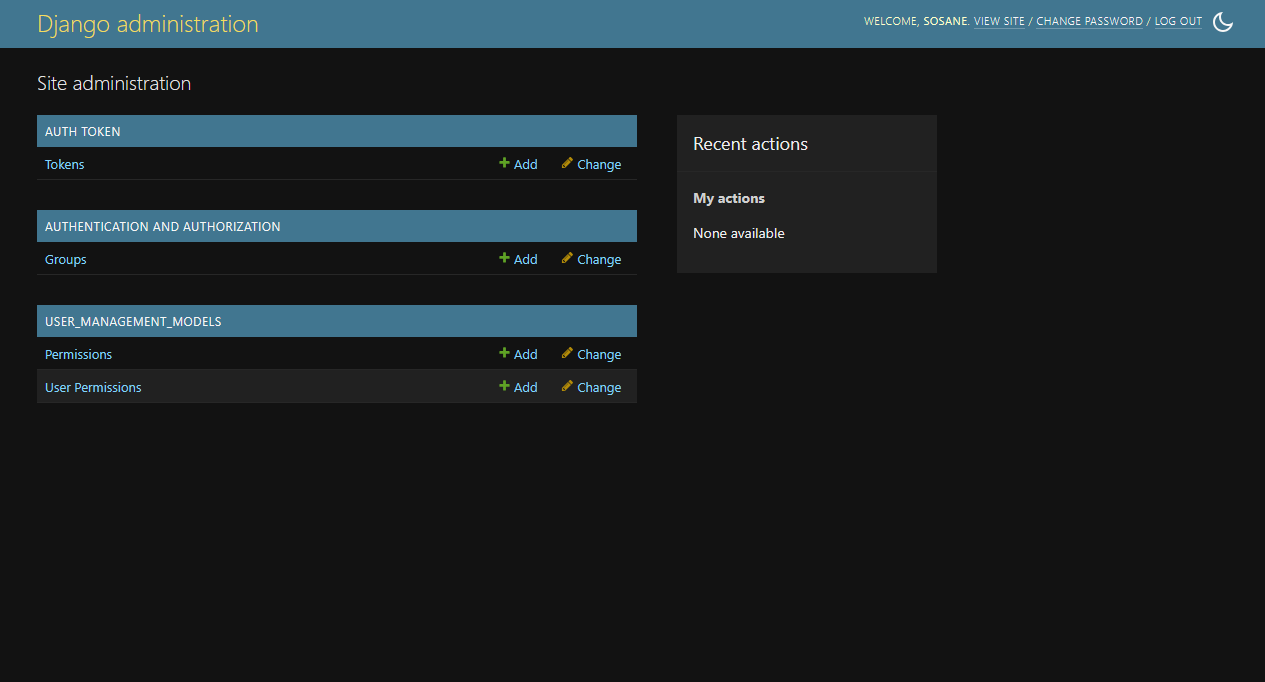 Django administration
WELCOME, SOSANE. VIEW SITE / CHANGE PASSWORD / LOG OUT
Site administration
AUTH TOKEN
Tokens Add Change
AUTHENTICATION AND AUTHORIZATION
Groups Add Change
USER_MANAGEMENT_MODELS
Permissions Add Change
User Permissions Add Change
Recent actions
My actions
None available